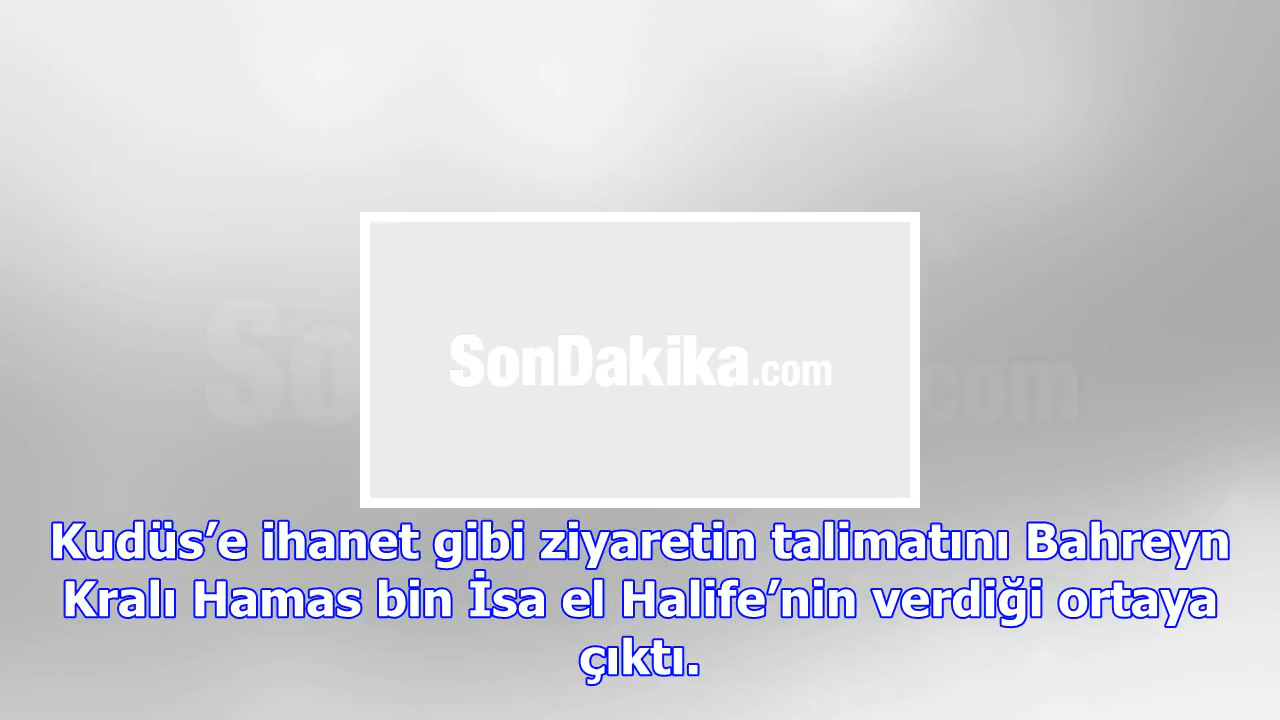 SonDakika.com
Kudüs’e ihanet gibi ziyaretin talimatını Bahreyn
Kralı Hamas bin İsa el Halife’nin verdiği ortaya
çıktı.